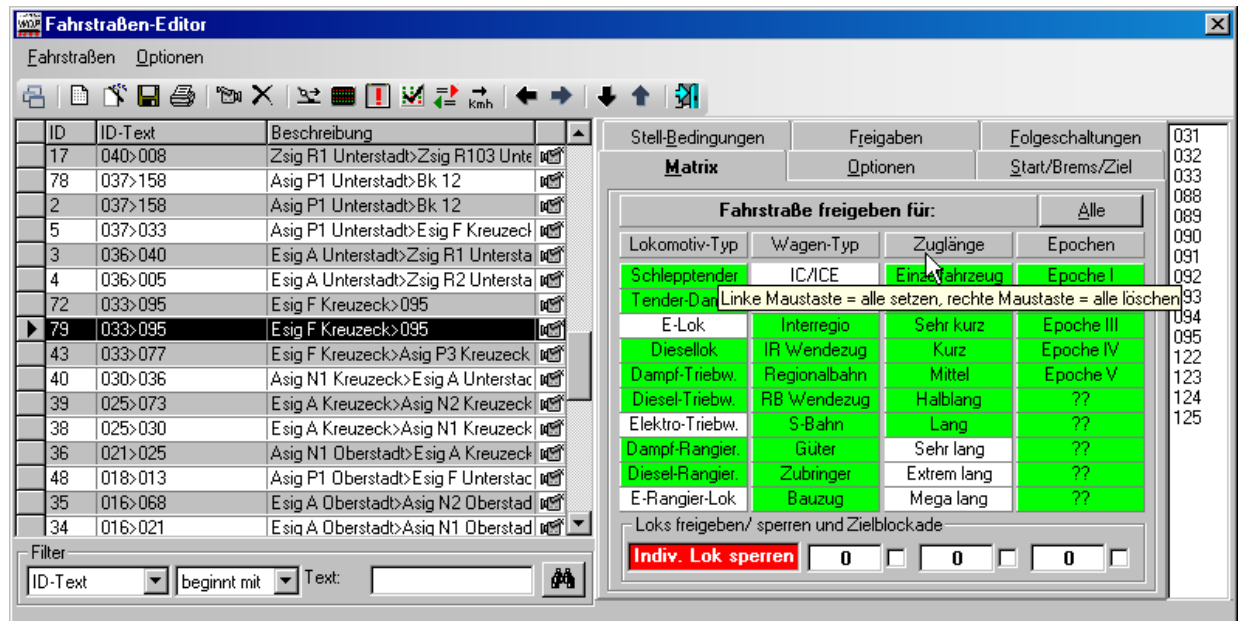 WDP Fahrstraßen-Editor
Fahrstraßen Optionen
kmh
ID ID-Text Beschreibung
17 040>008 Zsig R1 Unterstadt>Zsig R103 Unte
78 037>158 Asig P1 Unterstadt>Bk 12
2 037>158 Asig P1 Unterstadt>Bk 12
5 037>033 Asig P1 Unterstadt>Esig F Kreuzeck
3 036>040 Esig A Unterstadt>Zsig R1 Untersta
4 036>005 Esig A Unterstadt>Zsig R2 Untersta
72 033>095 Esig F Kreuzeck>095
79 033>095 Esig F Kreuzeck>095
43 033>077 Esig F Kreuzeck>Asig P3 Kreuzeck
40 030>036 Asig N1 Kreuzeck>Esig A Unterstac
39 025>073 Esig A Kreuzeck>Asig N2 Kreuzeck
38 025>030 Esig A Kreuzeck>Asig N1 Kreuzeck
36 021>025 Asig N1 Oberstadt>Esig A Kreuzeck
48 018>013 Asig P1 Oberstadt>Esig F Unterstac
35 016>068 Esig A Oberstadt>Asig N2 Oberstad
34 016>021 Esig A Oberstadt>Asig N1 Oberstad
Filter
ID-Text beginnt mit Text:
Stell-Bedingungen Freigaben Folgeschaltungen
Matrix Optionen Start/Brems/Ziel
Fahrstraße freigeben für: Alle
Lokomotiv-Typ Wagen-Typ Zuglänge Epochen
Schlepptender IC/ICE Einzelfahrzeug Epoche I
Tender-Dam Linke Maustaste = alle setzen, rechte Maustaste = alle löschen
E-Lok Interregio Sehr kurz Epoche III
Diesellok IR Wendezug Kurz Epoche IV
Dampf-Triebw. Regionalbahn Mittel Epoche V
Diesel-Triebw. RB Wendezug Halblang ??
Elektro-Triebw. S-Bahn Lang ??
Dampf-Rangier. Güter Sehr lang ??
Diesel-Rangier. Zubringer Extrem lang ??
E-Rangier-Lok Bauzug Mega lang ??
Loks freigeben/ sperren und Zielblockade
Indiv. Lok sperren 0 0 0
031
032
033
088
089
090
091
092
93
094
095
122
123
124
125